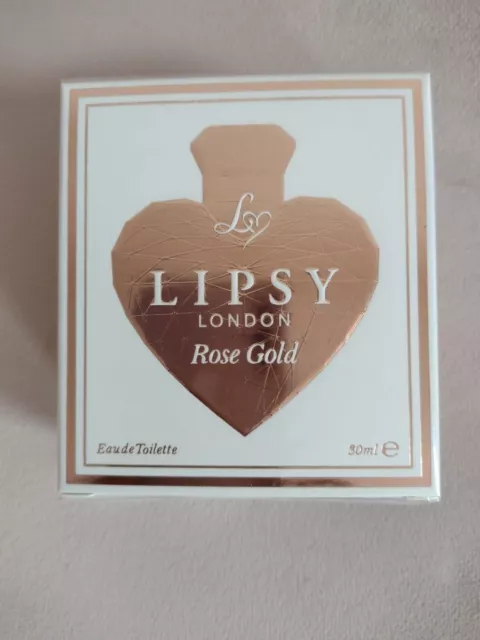 L
LIPSY
LONDON
Rose Gold
Eau de Toilette
30ml ℮